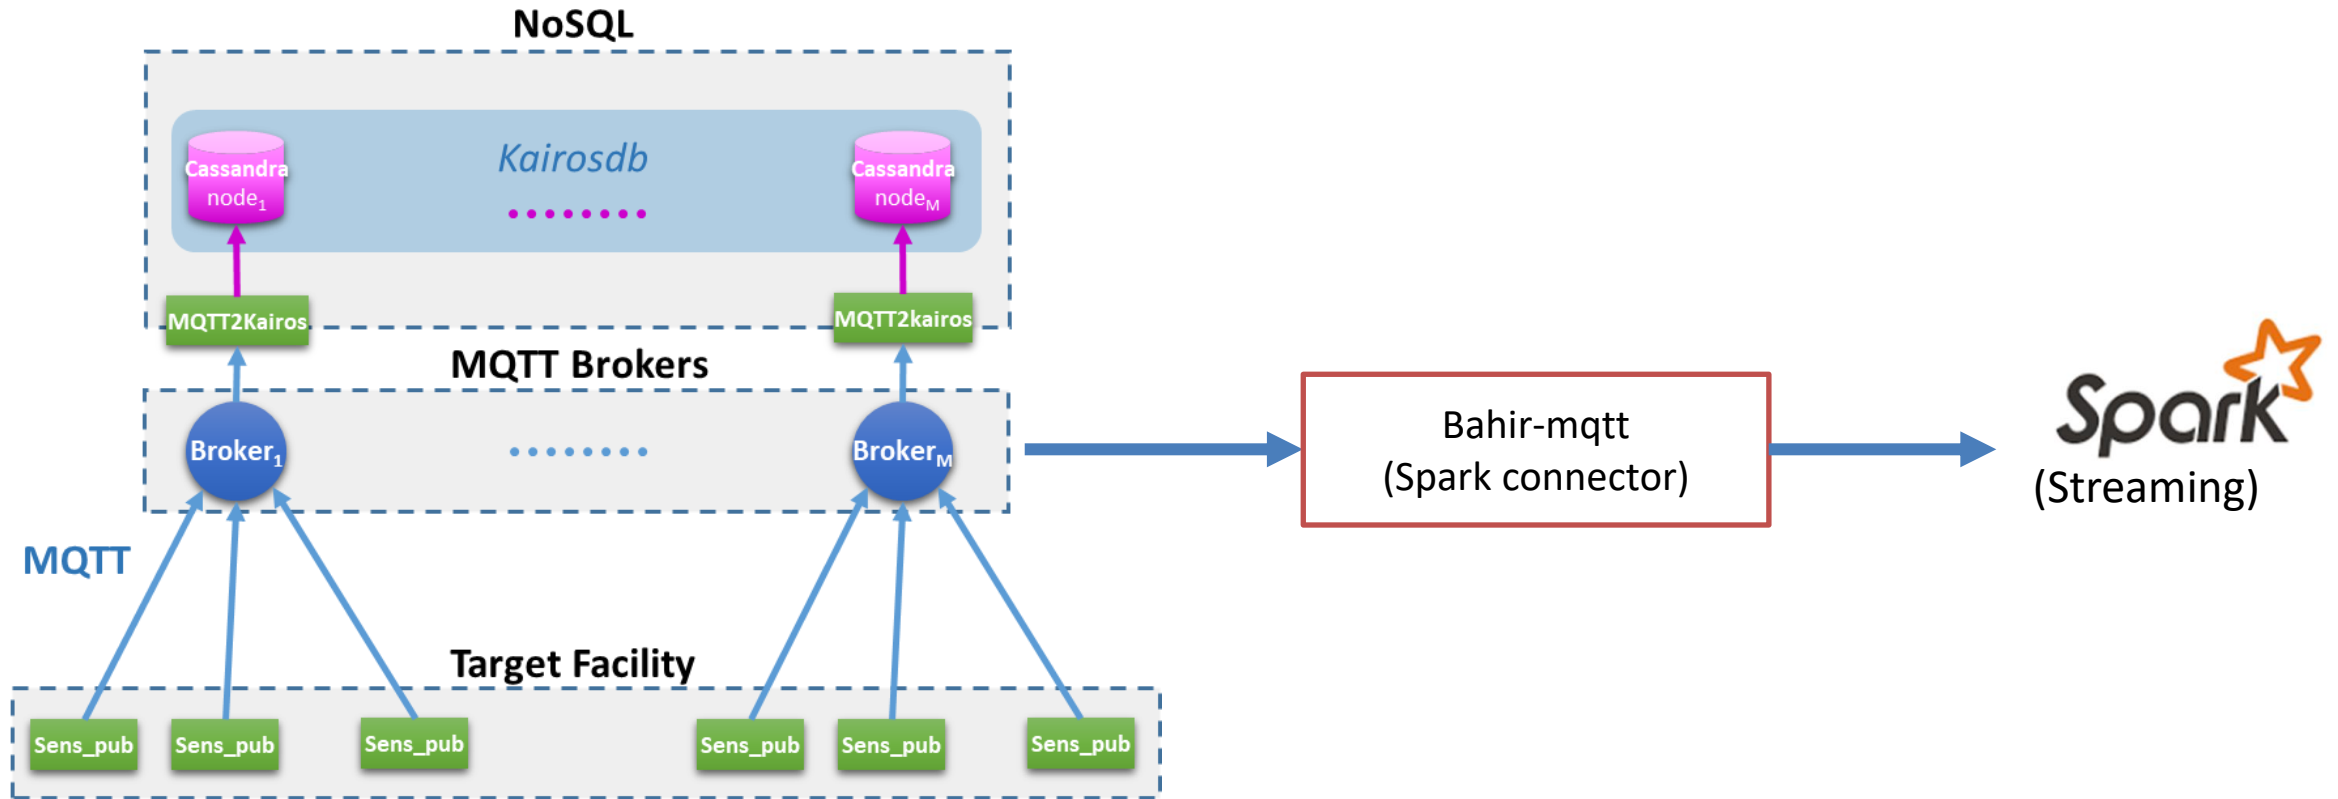 NoSQL
Kairosdb
Cassandra
node1
Cassandra
nodeM
MQTT2Kairos
MQTT2kairos
MQTT Brokers
Broker1
BrokerM
Bahir-mqtt
(Spark connector)
Spark
(Streaming)
MQTT
Target Facility
Sens_pub
Sens_pub
Sens_pub
Sens_pub
Sens_pub
Sens_pub